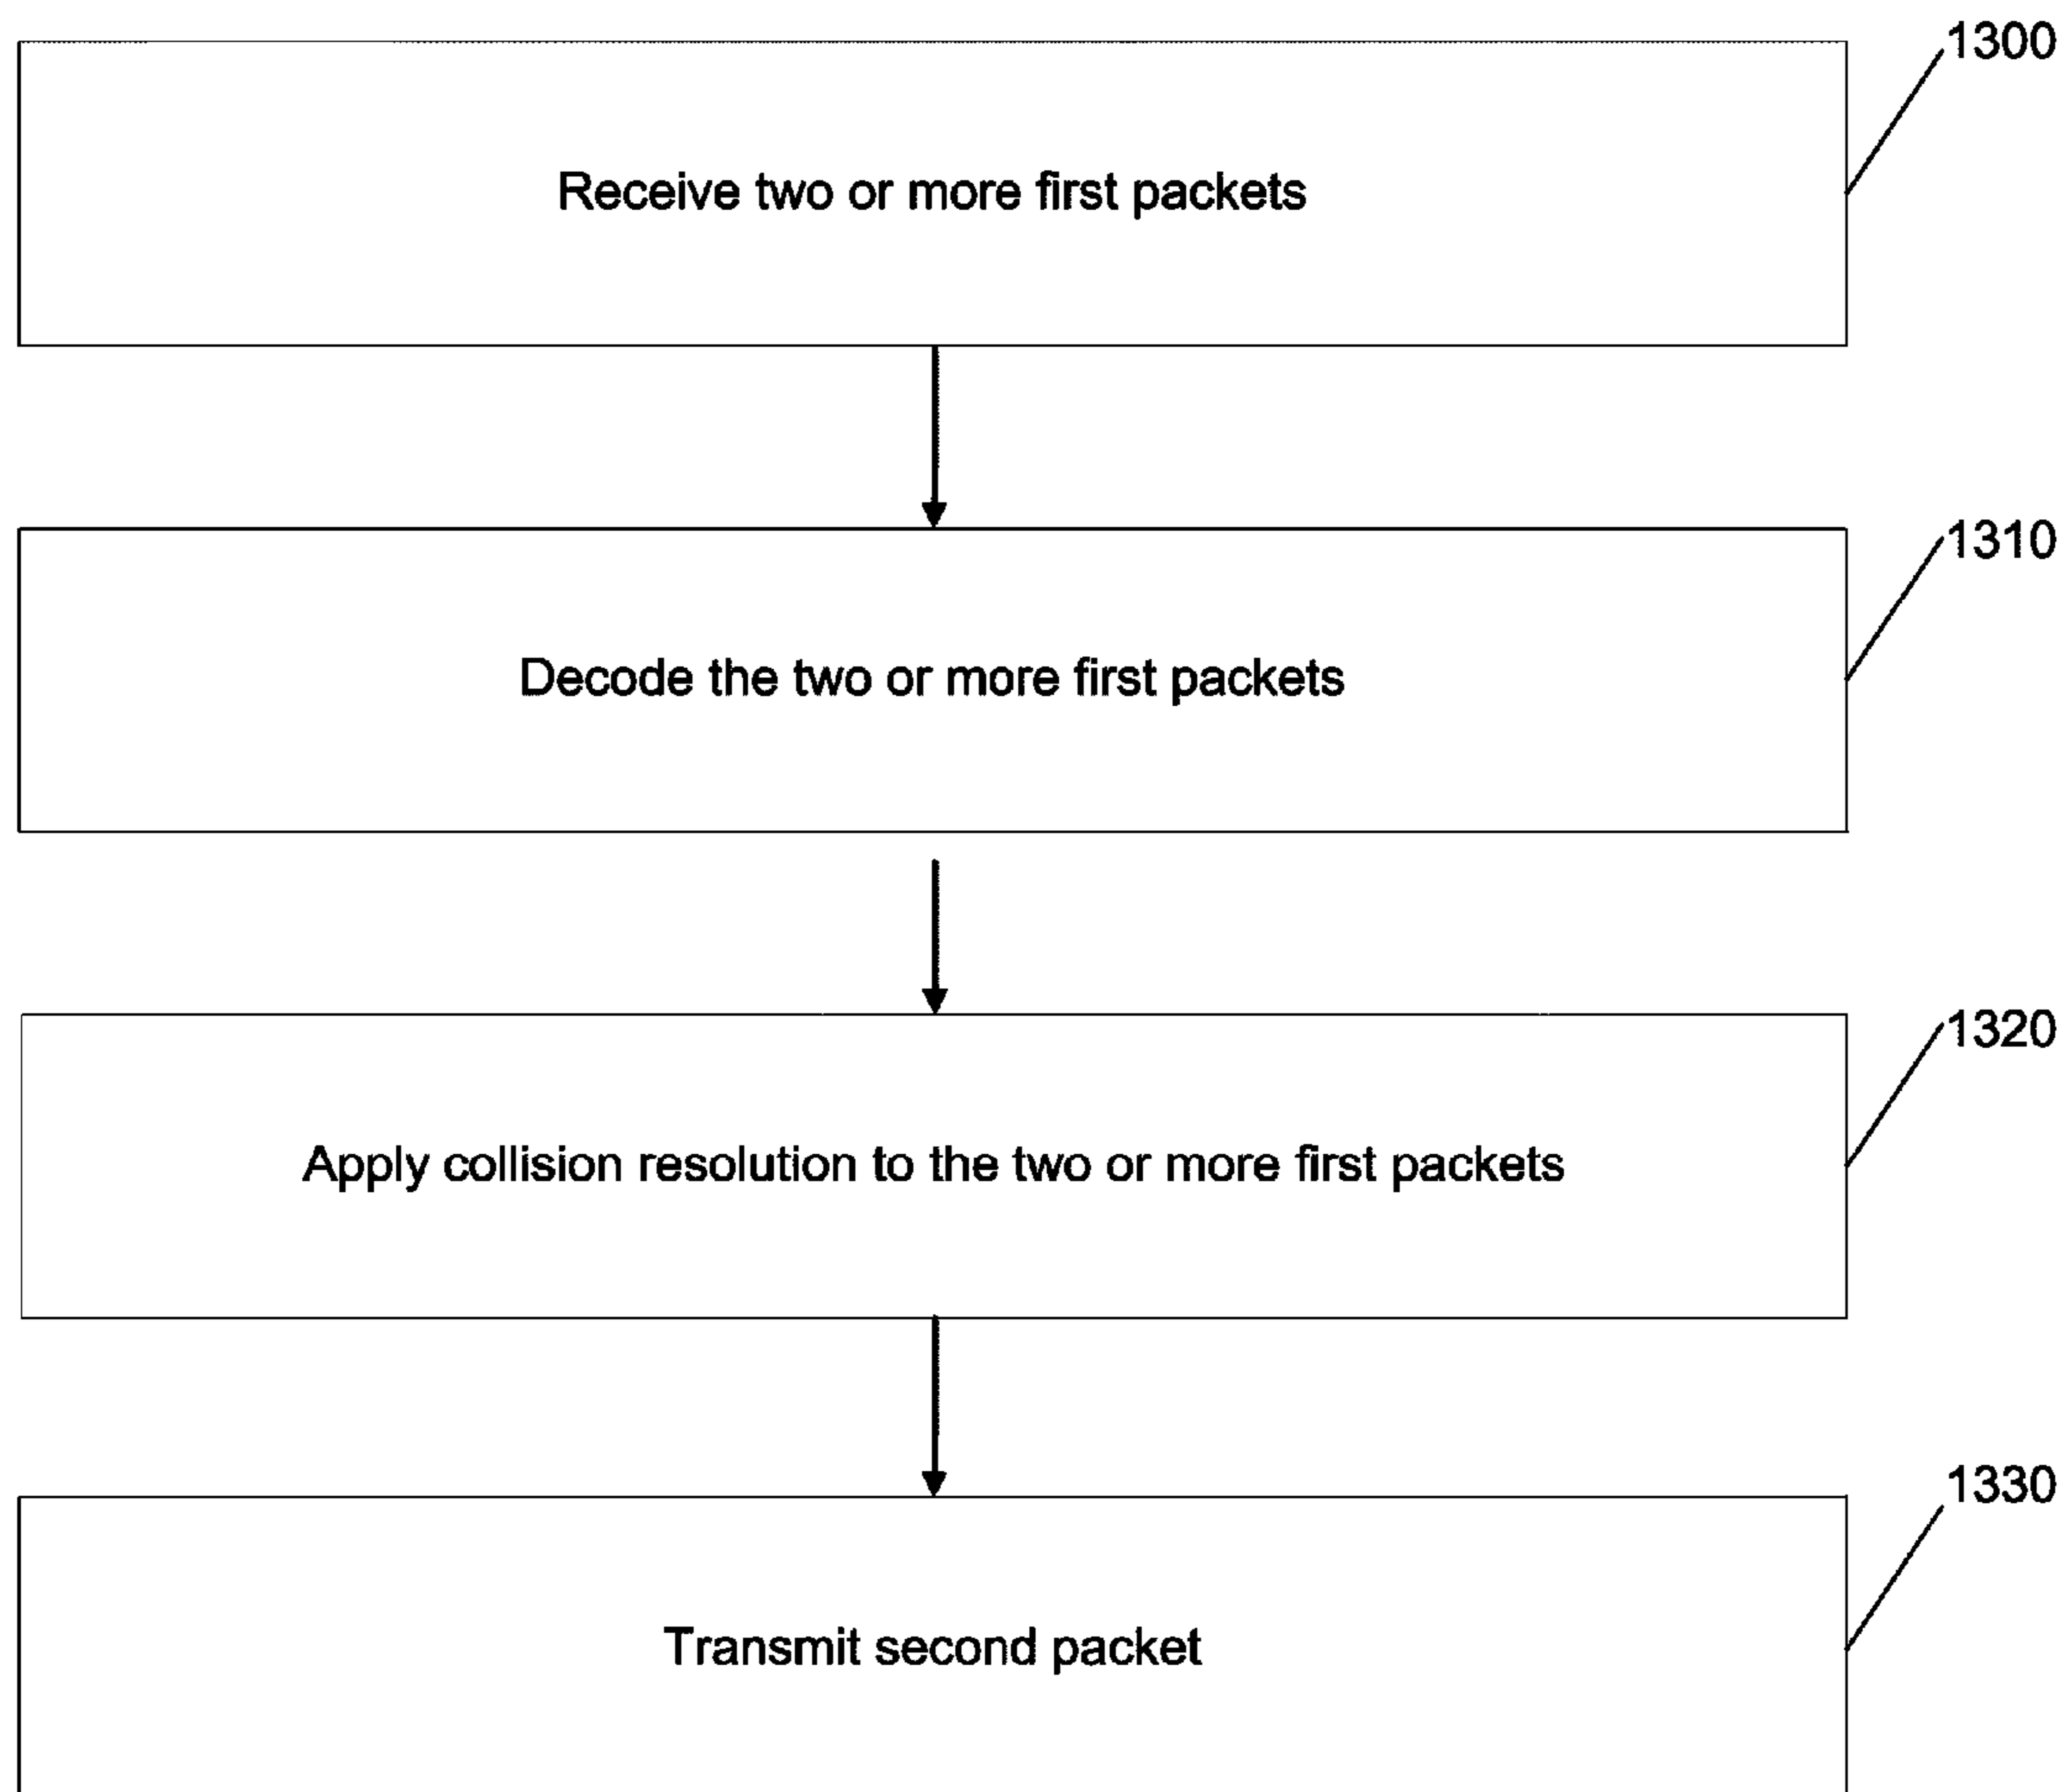 1300
Receive two or more first packets
1310
Decode the two or more first packets
1320
Apply collision resolution to the two or more first packets
1330
Transmit second packet